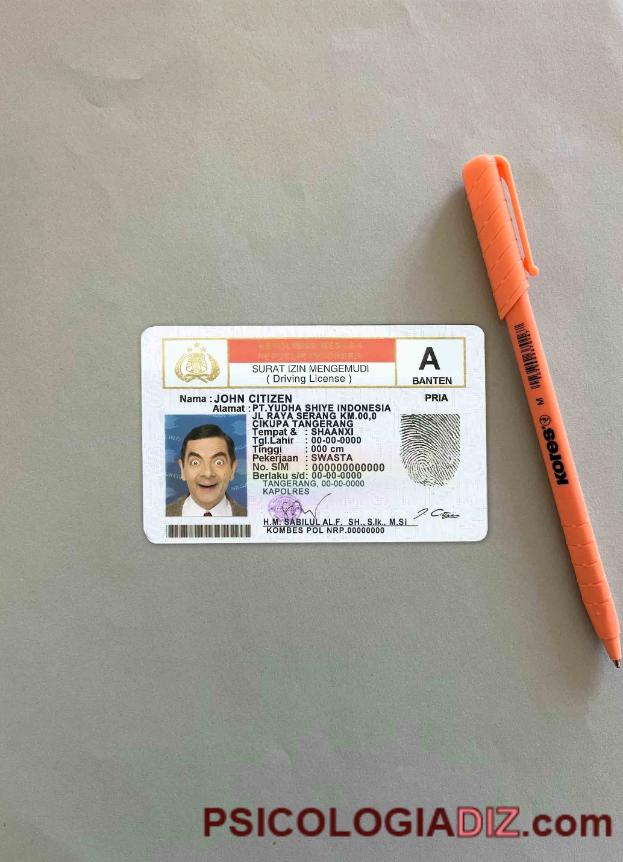 KEPOLISIAN NEGARA
REPUBLIK INDONESIA
SURAT IZIN MENGEMUDI
( Driving License )
A
BANTEN
PRIA
Nama : JOHN CITIZEN
Alamat : PT.YUDHA SHIYE INDONESIA
JL RAYA SERANG KM.00,0
CIKUPA TANGERANG
Tempat & : SHAANXI
Tgl.Lahir : 00-00-0000
Tinggi : 000 cm
Pekerjaan : SWASTA
No. SIM : 000000000000
Berlaku s/d: 00-00-0000
TANGERANG, 00-00-0000
KAPOLRES
H.M. SABILUL AL.F. SH., S.Ik., M.Si
KOMBES POL NRP.00000000
M
kores
PSICOLOGIADIZ.com